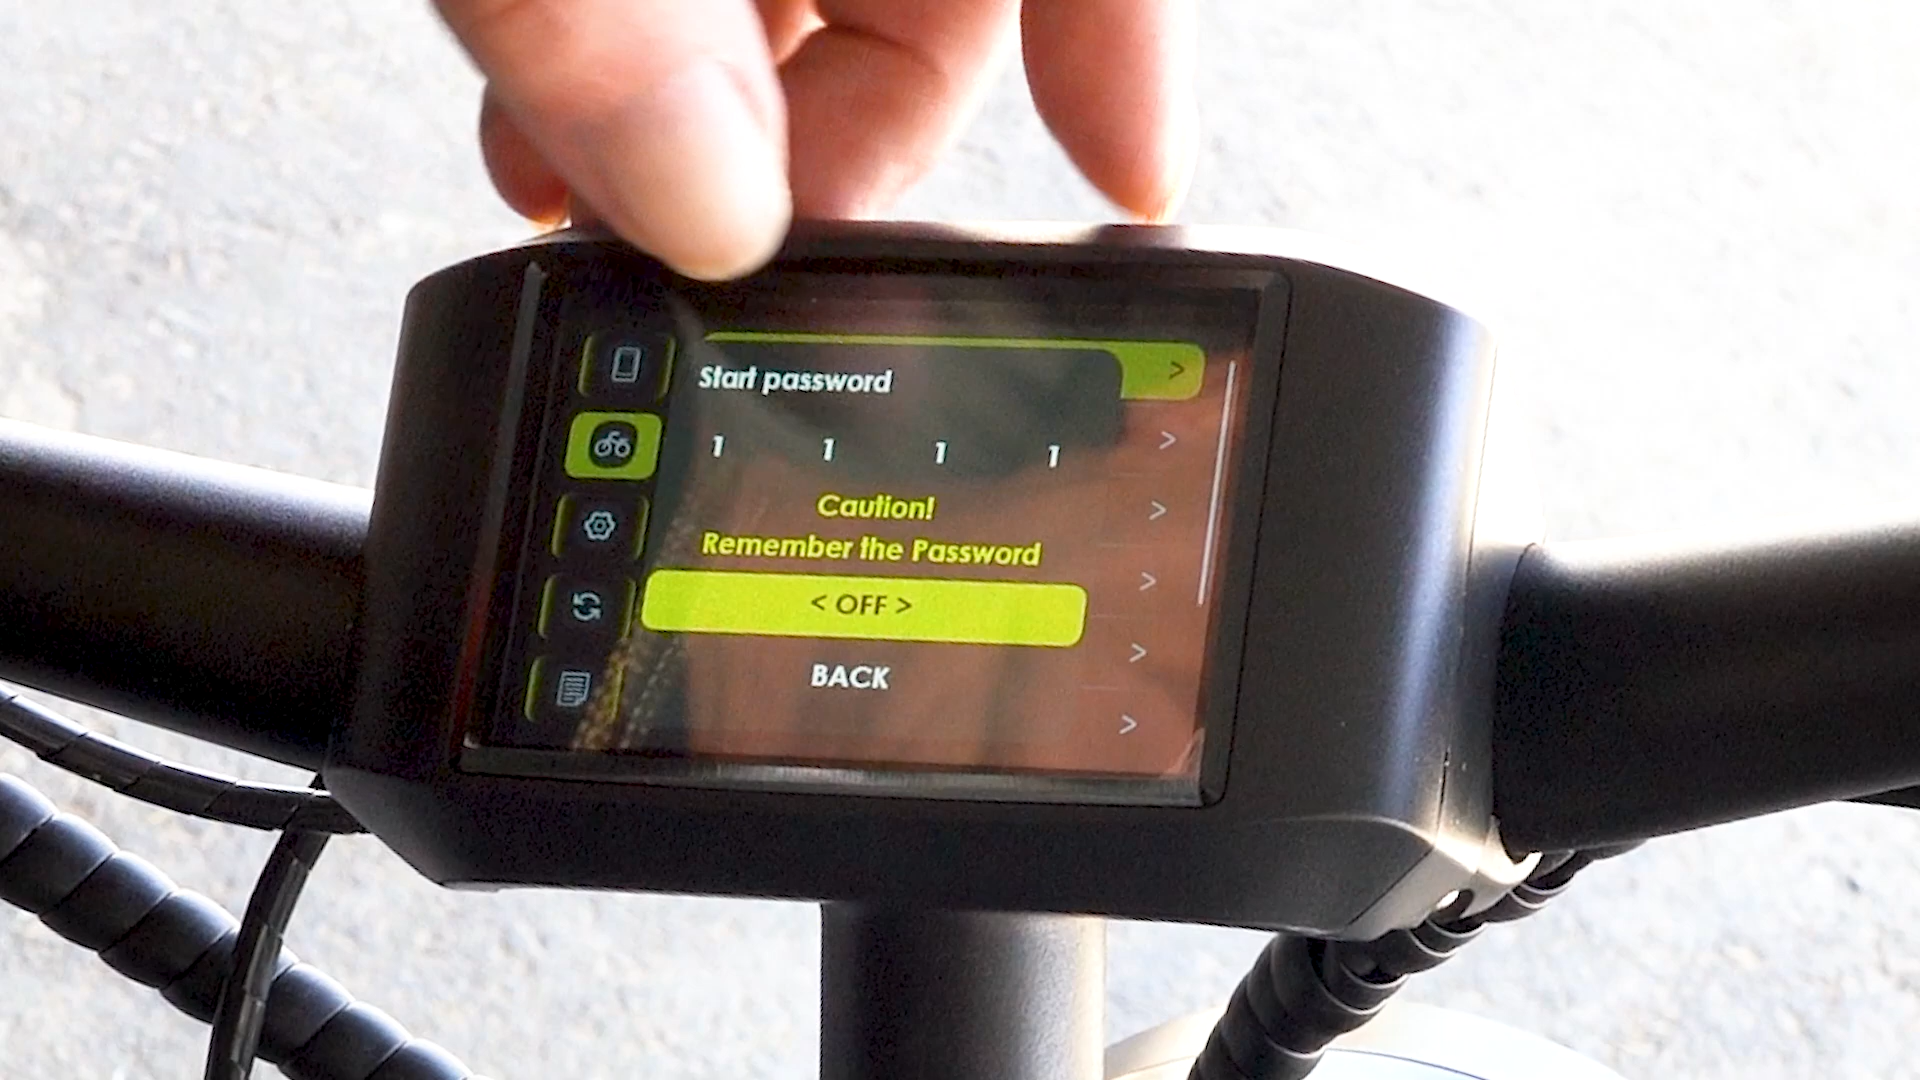 Start password
1 1 1 1
Caution!
Remember the Password
< OFF >
BACK